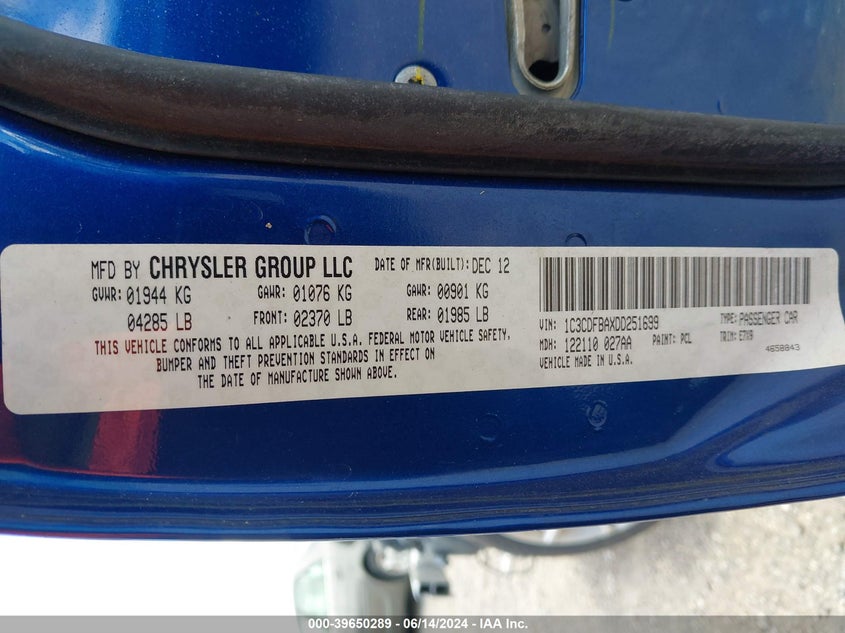 MFD BY CHRYSLER GROUP LLC DATE OF MFR(BUILT): DEC 12
GVWR: 01944 KG GAWR: 01076 KG GAWR: 00901 KG
04285 LB FRONT: 02370 LB REAR: 01985 LB
THIS VEHICLE CONFORMS TO ALL APPLICABLE U.S.A. FEDERAL MOTOR VEHICLE SAFETY,
BUMPER AND THEFT PREVENTION STANDARDS IN EFFECT ON
THE DATE OF MANUFACTURE SHOWN ABOVE.
VIN: 1C3CDFBAXDD251699 TYPE: PASSENGER CAR
MDH: 122110 027AA PAINT: PCL TRIM: E7X9
VEHICLE MADE IN U.S.A. 4658843
000-39650289 - 06/14/2024 - IAA Inc.